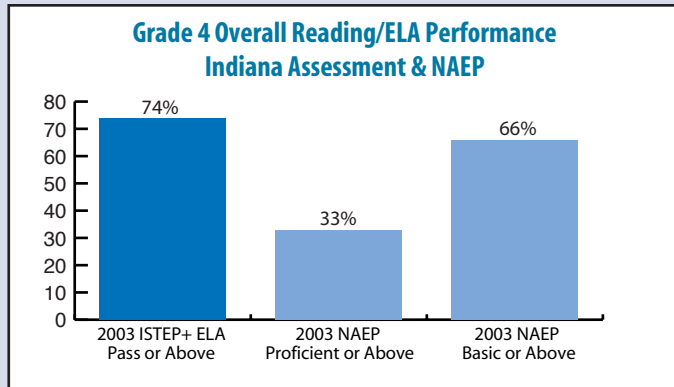 Grade 4 Overall Reading/ELA Performance
Indiana Assessment & NAEP
80
70
60
50
40
30
20
10
0
74%
33%
66%
2003 ISTEP+ ELA
Pass or Above
2003 NAEP
Proficient or Above
2003 NAEP
Basic or Above